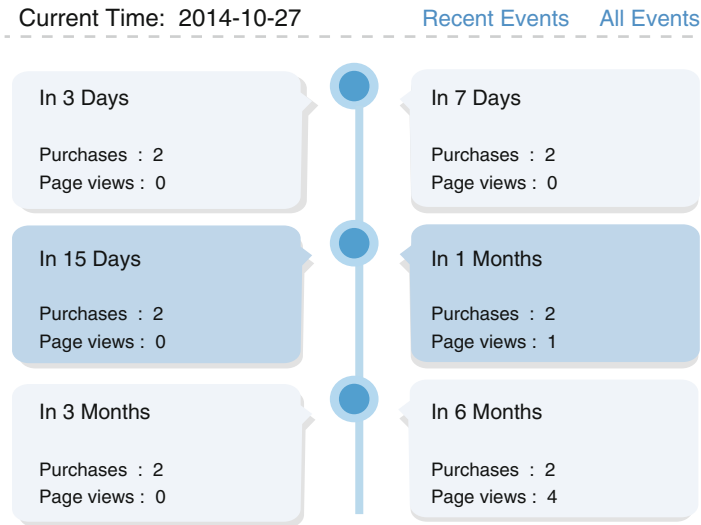 Current Time: 2014-10-27 Recent Events All Events
In 3 Days
Purchases : 2
Page views : 0
In 7 Days
Purchases : 2
Page views : 0
In 15 Days
Purchases : 2
Page views : 0
In 1 Months
Purchases : 2
Page views : 1
In 3 Months
Purchases : 2
Page views : 0
In 6 Months
Purchases : 2
Page views : 4